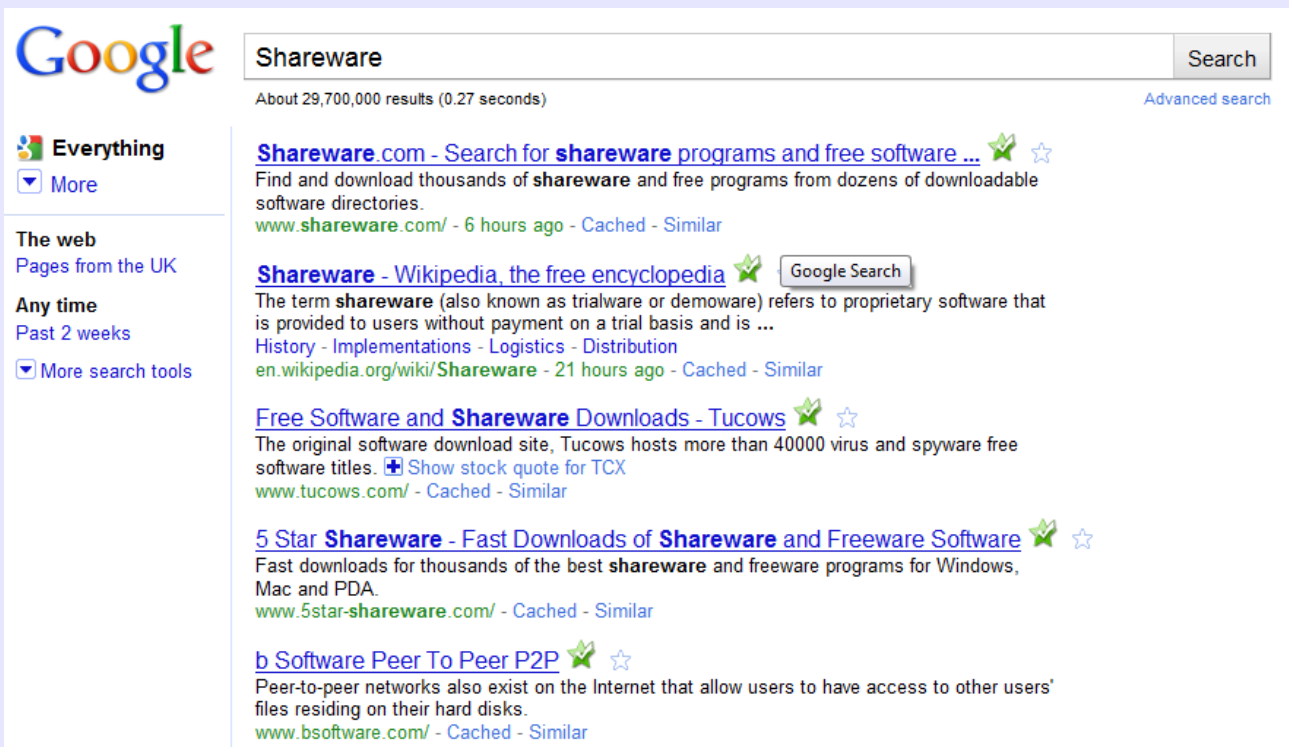 Google
Shareware
Search
About 29,700,000 results (0.27 seconds)
Advanced search
Everything
More
The web
Pages from the UK
Any time
Past 2 weeks
More search tools
Shareware.com - Search for shareware programs and free software ...
Find and download thousands of shareware and free programs from dozens of downloadable
software directories.
www.shareware.com/ - 6 hours ago - Cached - Similar
Shareware - Wikipedia, the free encyclopedia
Google Search
The term shareware (also known as trialware or demoware) refers to proprietary software that
is provided to users without payment on a trial basis and is ...
History - Implementations - Logistics - Distribution
en.wikipedia.org/wiki/Shareware - 21 hours ago - Cached - Similar
Free Software and Shareware Downloads - Tucows
The original software download site, Tucows hosts more than 40000 virus and spyware free
software titles. Show stock quote for TCX
www.tucows.com/ - Cached - Similar
5 Star Shareware - Fast Downloads of Shareware and Freeware Software
Fast downloads for thousands of the best shareware and freeware programs for Windows,
Mac and PDA.
www.5star-shareware.com/ - Cached - Similar
b Software Peer To Peer P2P
Peer-to-peer networks also exist on the Internet that allow users to have access to other users'
files residing on their hard disks.
www.bsoftware.com/ - Cached - Similar